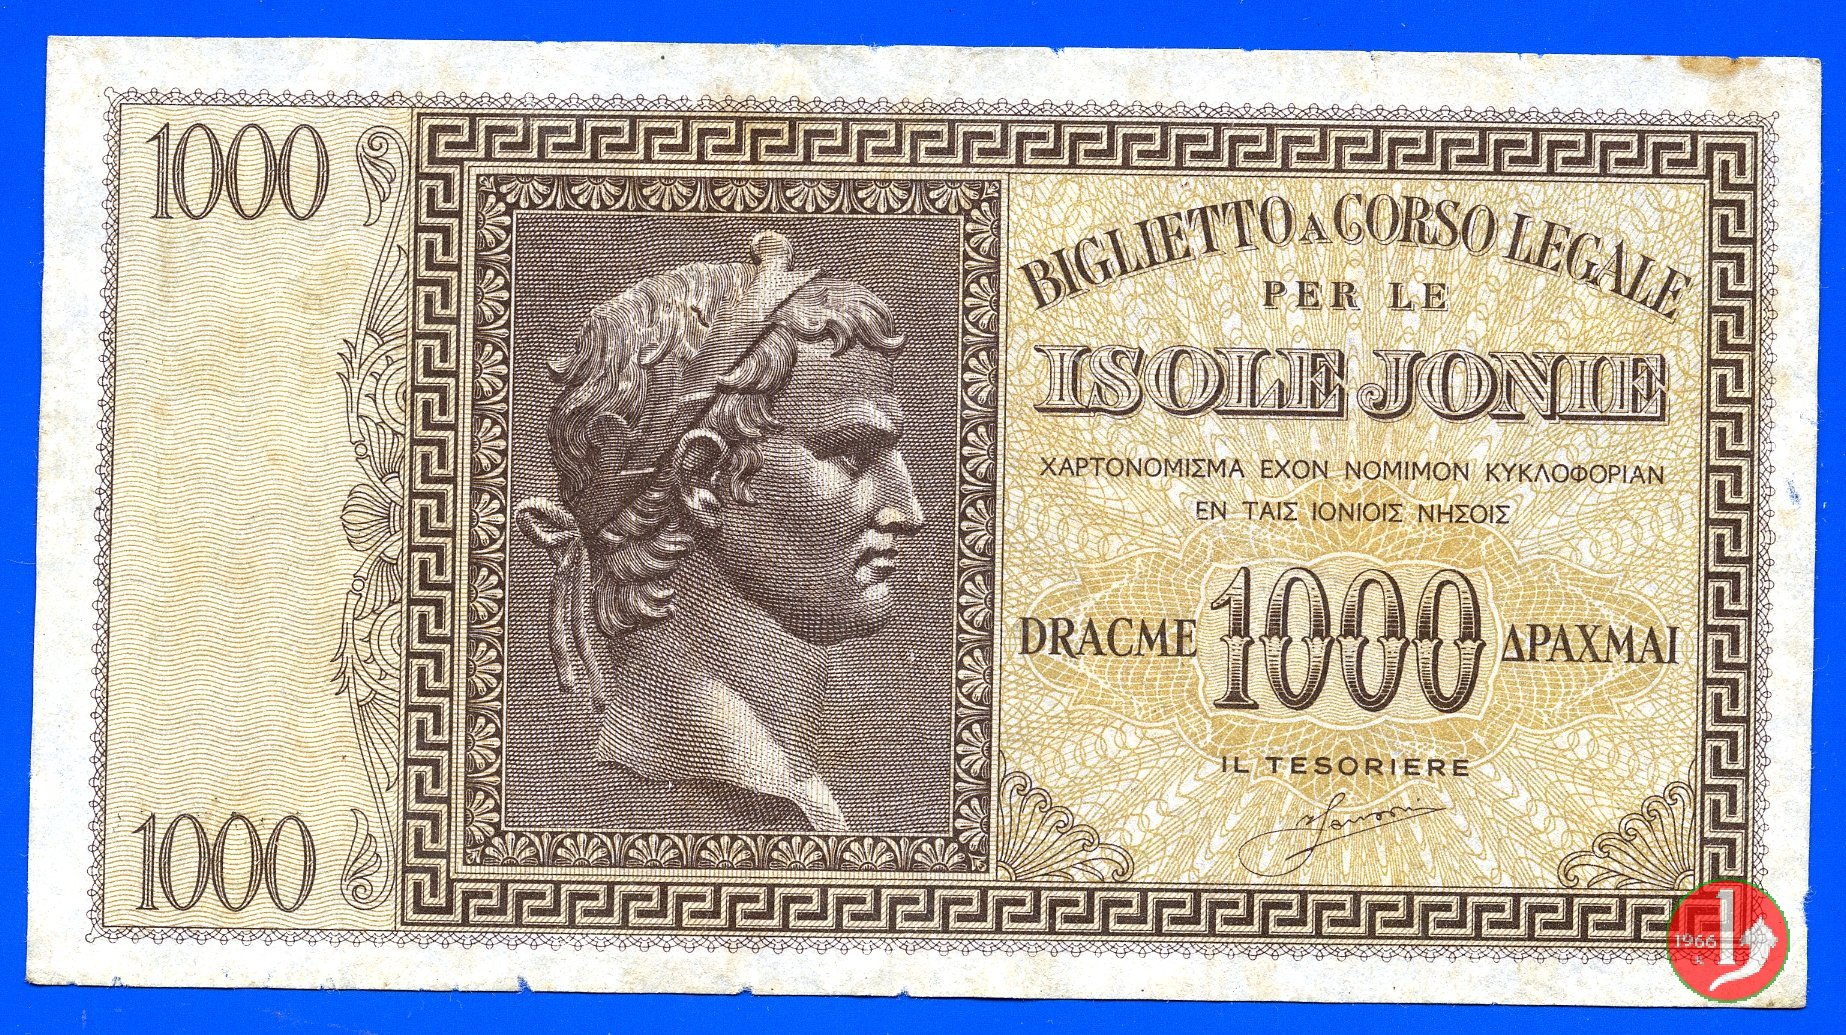 1000
BIGLIETTO A CORSO LEGALE
PER LE
ISOLE JONIE
ΧΑΡΤΟΝΟΜΙΣΜΑ ΕΧΟΝ ΝΟΜΙΜΟΝ ΚΥΚΛΟΦΟΡΙΑΝ
ΕΝ ΤΑΙΣ ΙΟΝΙΟΙΣ ΝΗΣΟΙΣ
DRACME 1000 ΔΡΑΧΜΑΙ
IL TESORIERE
1000
1966